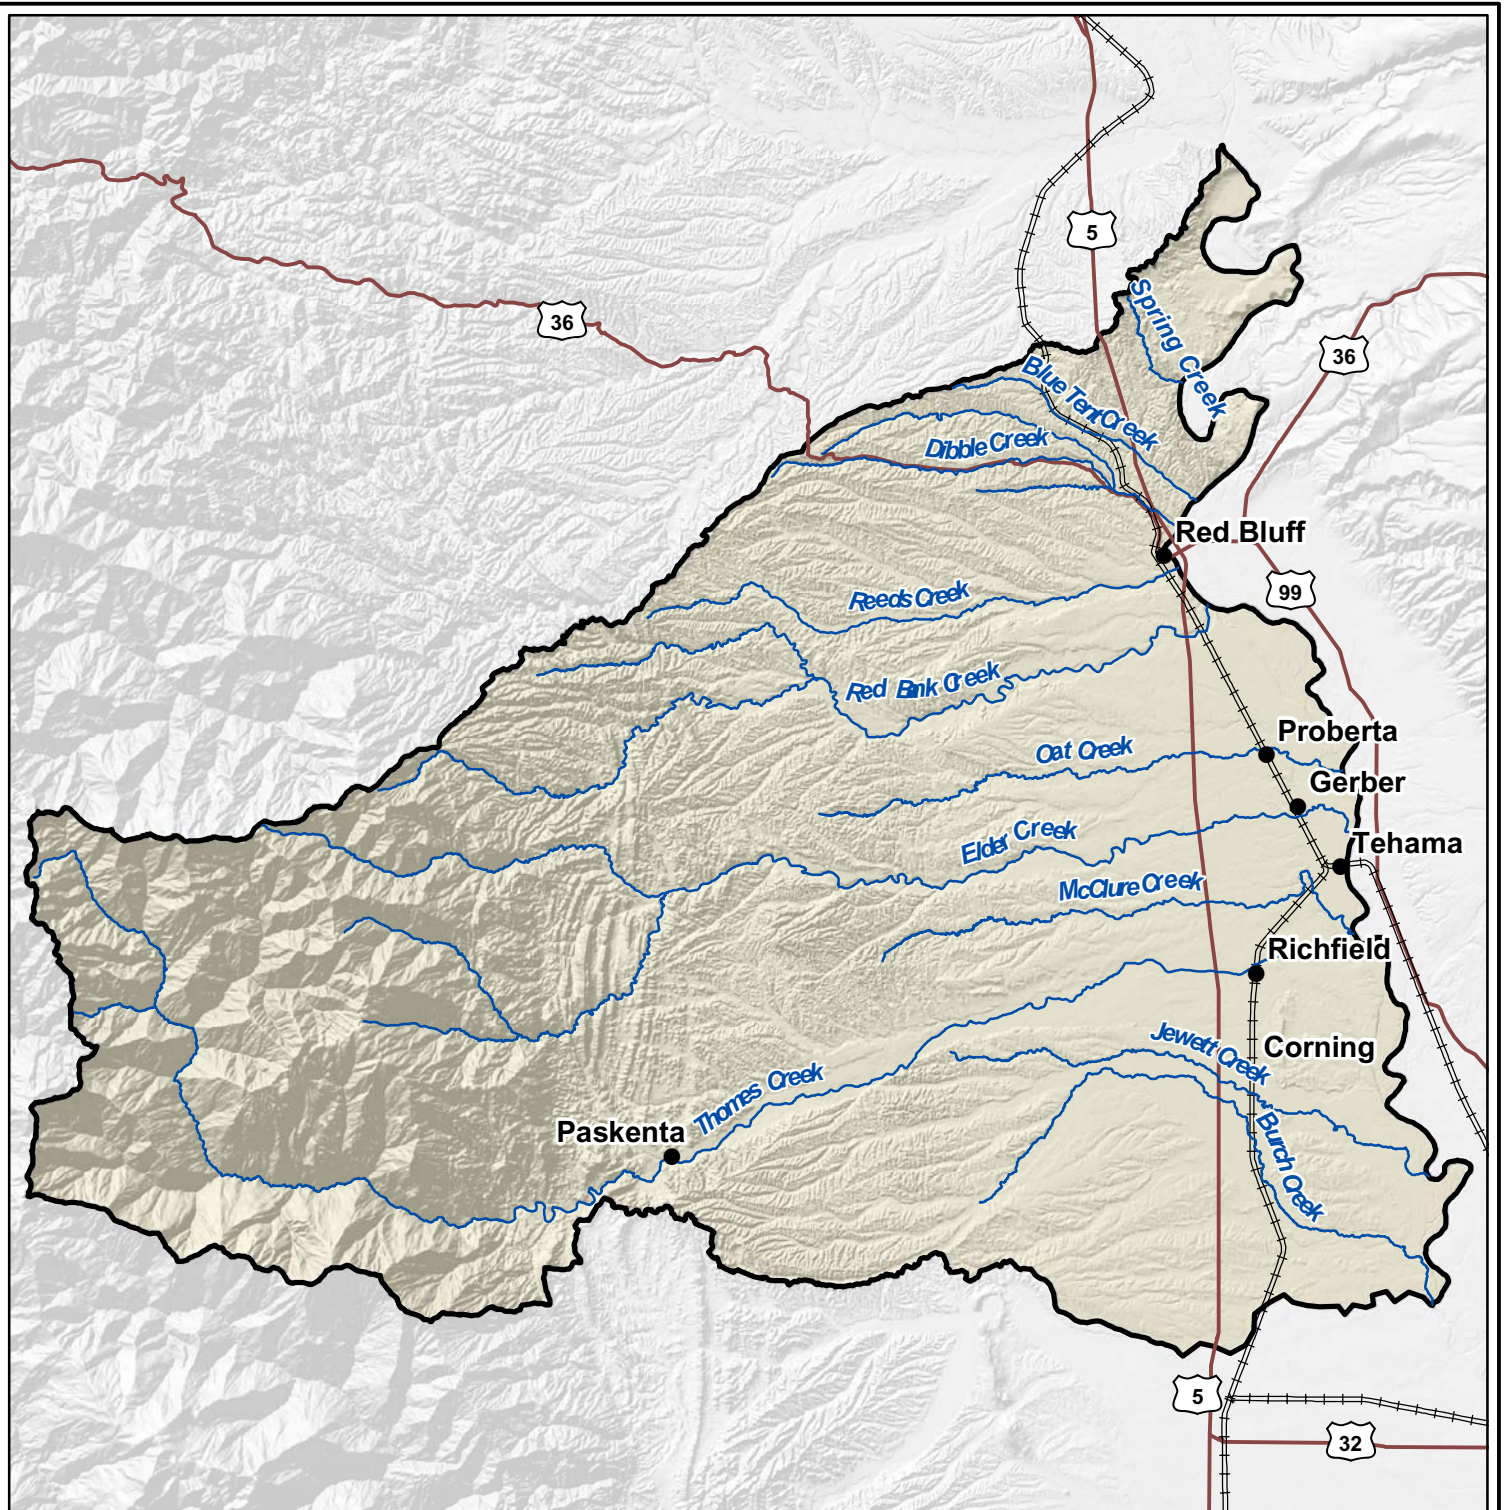 5
Spring Creek
36
36
Blue Tent Creek
Dibble Creek
Red Bluff
99
Reeds Creek
Red Bank Creek
Proberta
Oat Creek
Gerber
Elder Creek
Tehama
McClure Creek
Richfield
Jewett Creek
Corning
Thomes Creek
Paskenta
Burch Creek
5
32